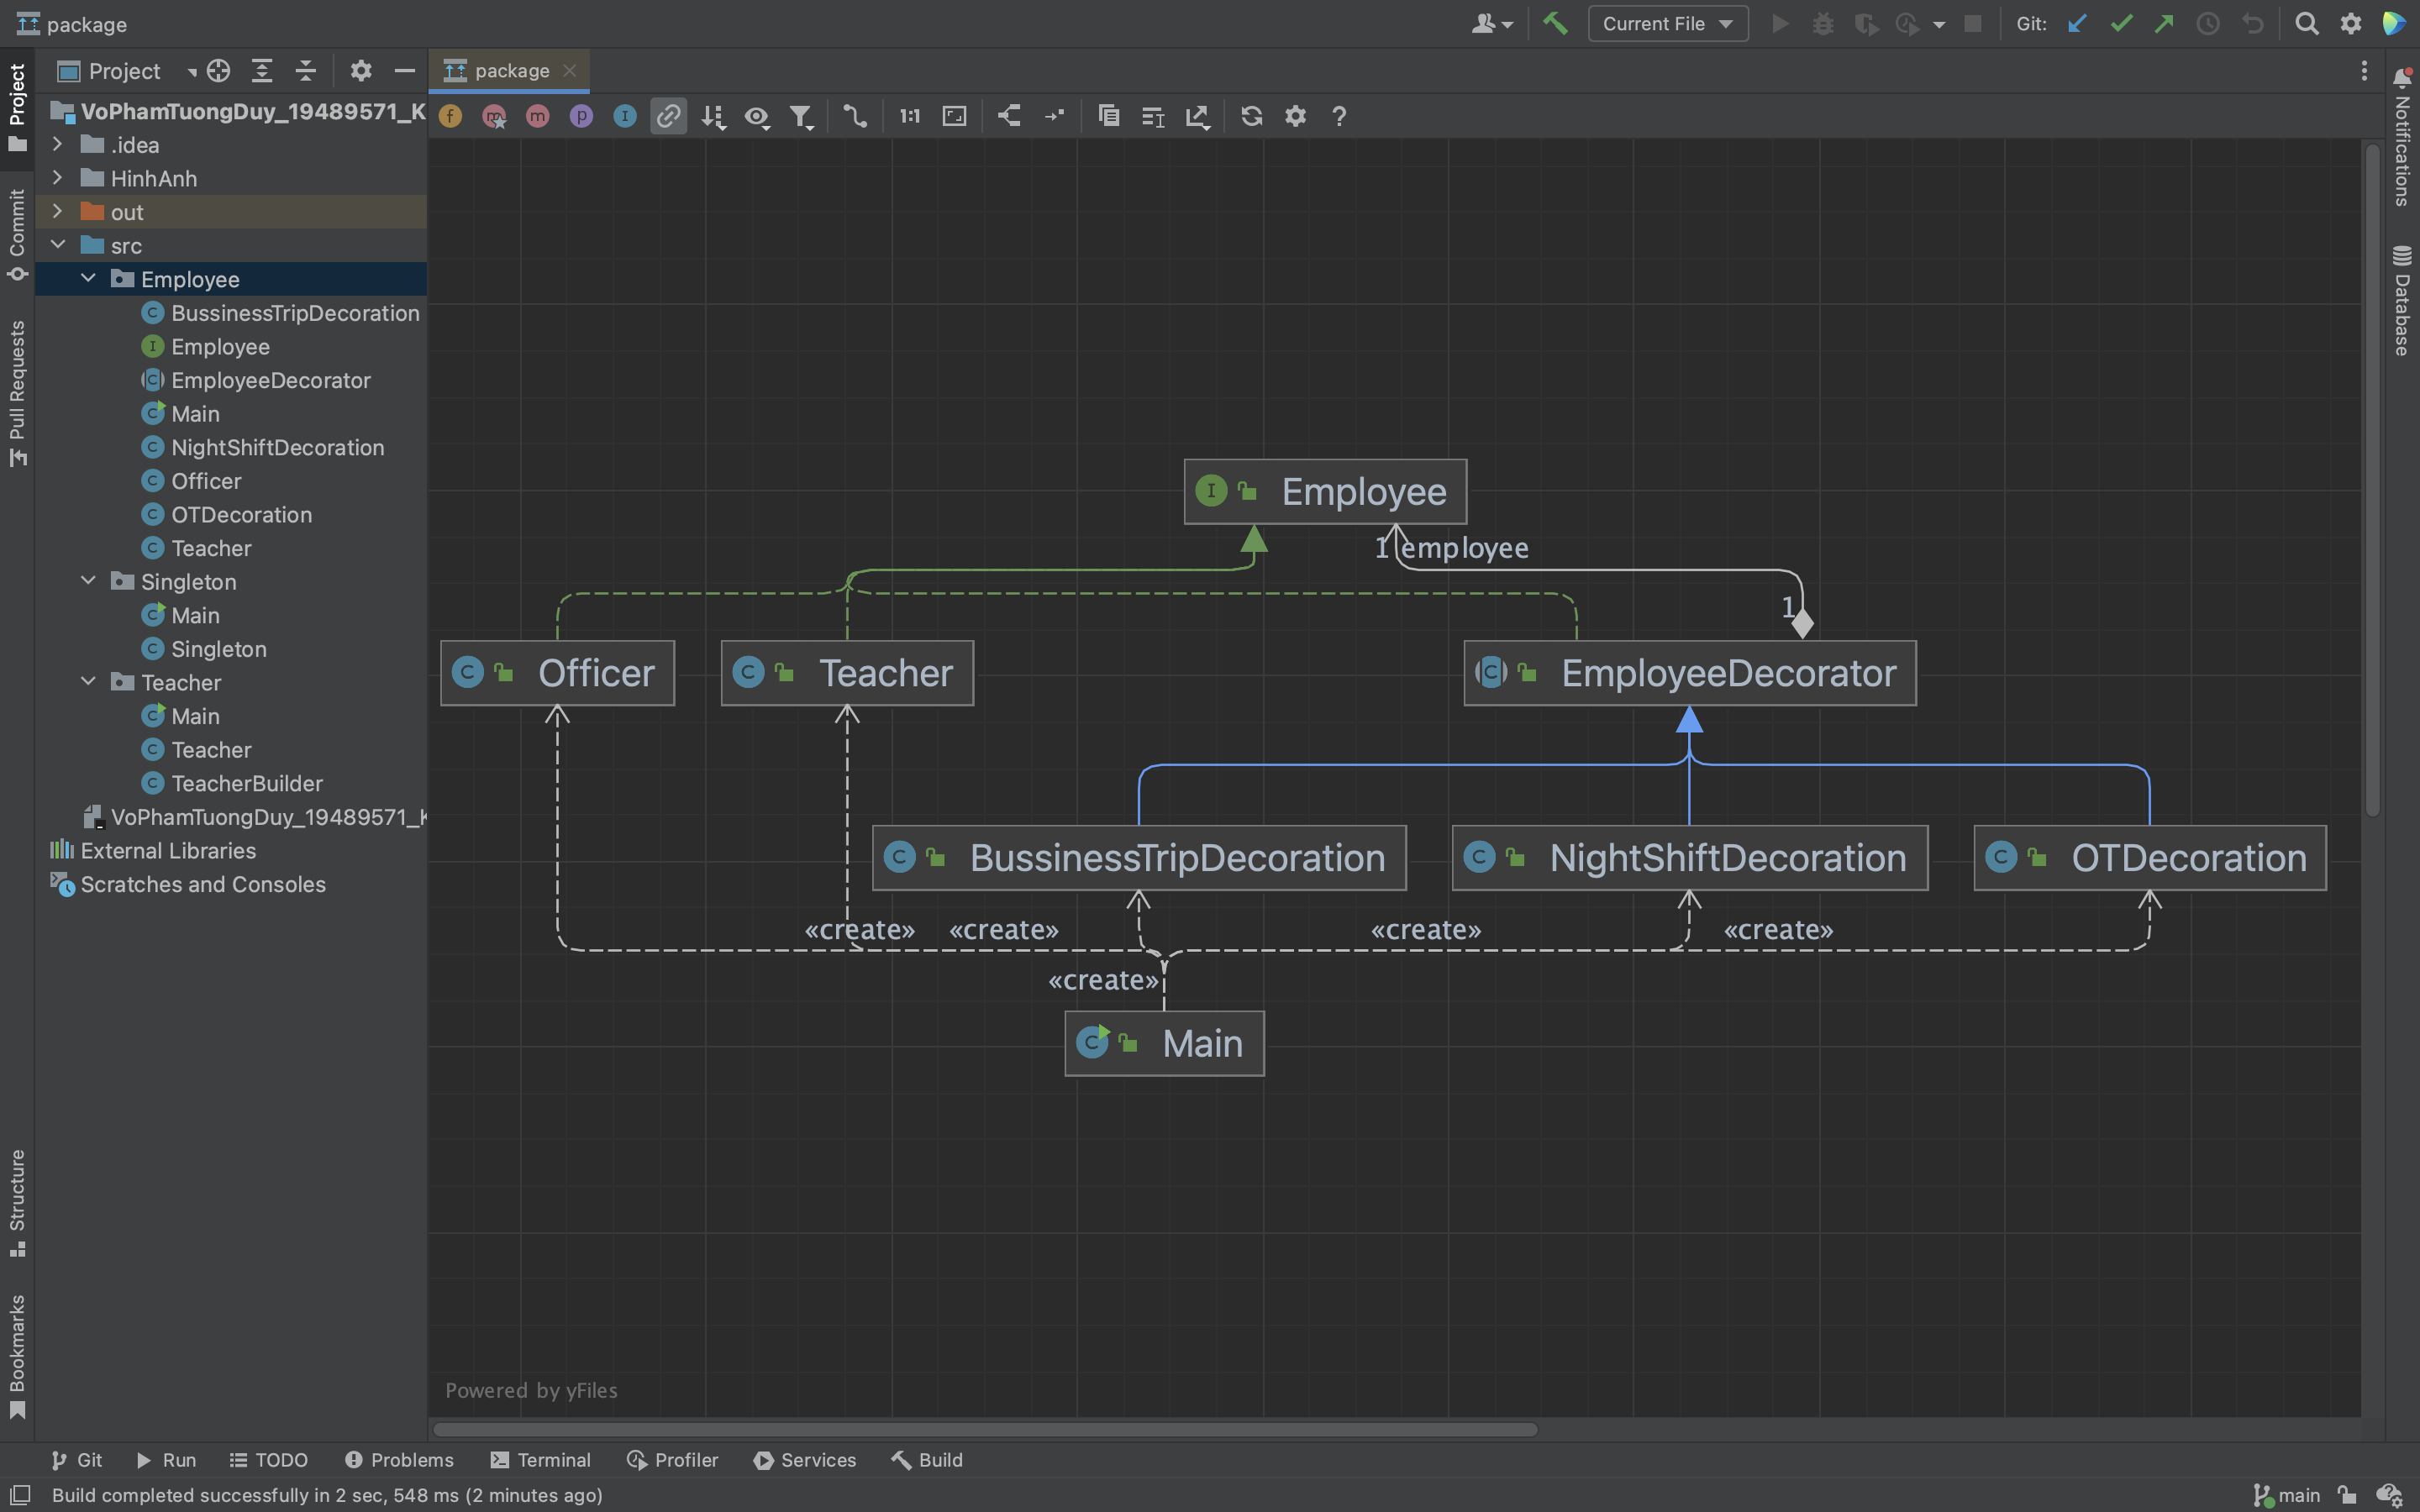 package
Current File
Git:
Project
package
Project
Commit
Pull Requests
Structure
Bookmarks
VoPhamTuongDuy_19489571_K
.idea
HinhAnh
out
src
Employee
BussinessTripDecoration
Employee
EmployeeDecorator
Main
NightShiftDecoration
Officer
OTDecoration
Teacher
Singleton
Main
Singleton
Teacher
Main
Teacher
TeacherBuilder
VoPhamTuongDuy_19489571_K
External Libraries
Scratches and Consoles
f m m p I 1:1 ?
I Employee
1 employee
1
C Officer
C Teacher
C EmployeeDecorator
C BussinessTripDecoration
C NightShiftDecoration
C OTDecoration
«create» «create» «create» «create»
«create»
C Main
Powered by yFiles
Notifications
Database
Git Run TODO Problems Terminal Profiler Services Build
Build completed successfully in 2 sec, 548 ms (2 minutes ago)
main